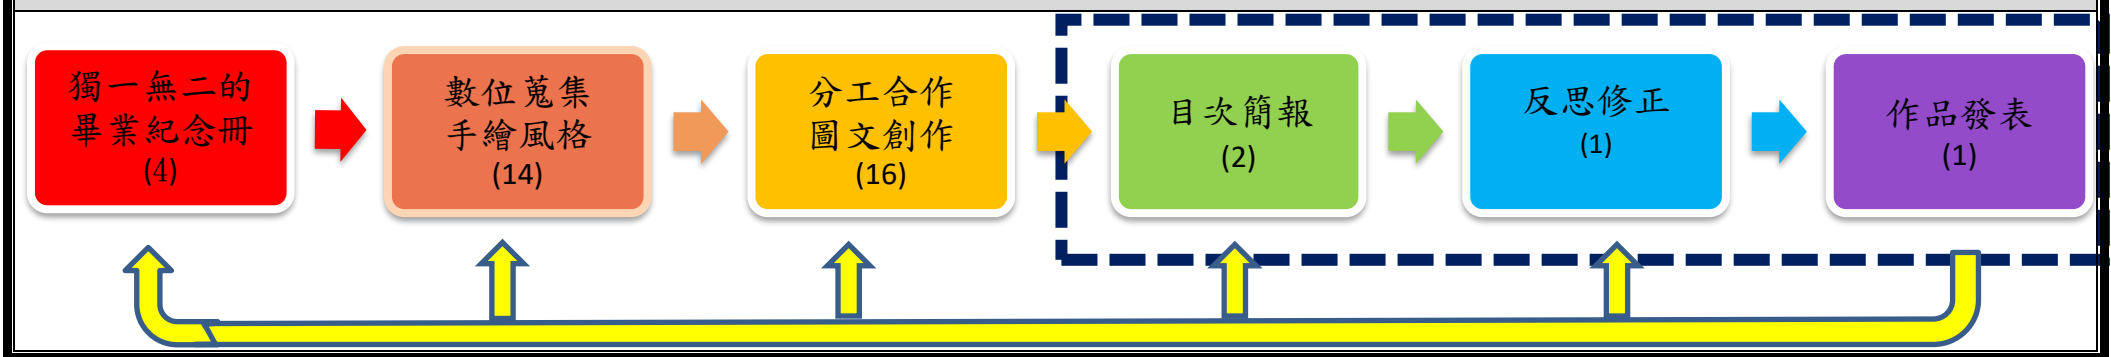 獨一無二的
畢業紀念冊
(4)
數位蒐集
手繪風格
(14)
分工合作
圖文創作
(16)
目次簡報
(2)
反思修正
(1)
作品發表
(1)